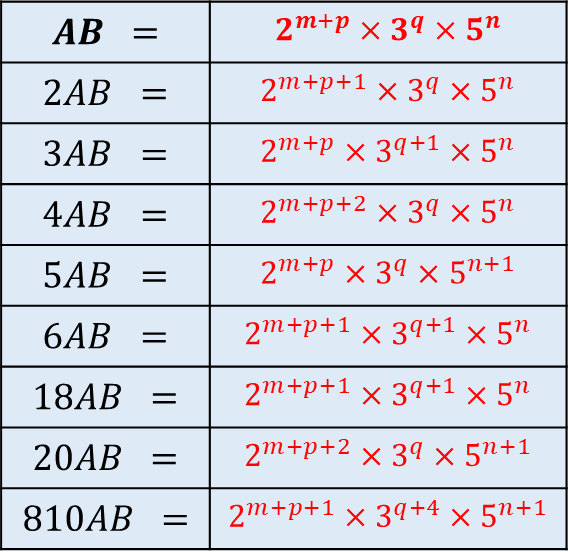 AB = 2^{m+p} × 3^q × 5^n
2AB = 2^{m+p+1} × 3^q × 5^n
3AB = 2^{m+p} × 3^{q+1} × 5^n
4AB = 2^{m+p+2} × 3^q × 5^n
5AB = 2^{m+p} × 3^q × 5^{n+1}
6AB = 2^{m+p+1} × 3^{q+1} × 5^n
18AB = 2^{m+p+1} × 3^{q+1} × 5^n
20AB = 2^{m+p+2} × 3^q × 5^{n+1}
810AB = 2^{m+p+1} × 3^{q+4} × 5^{n+1}